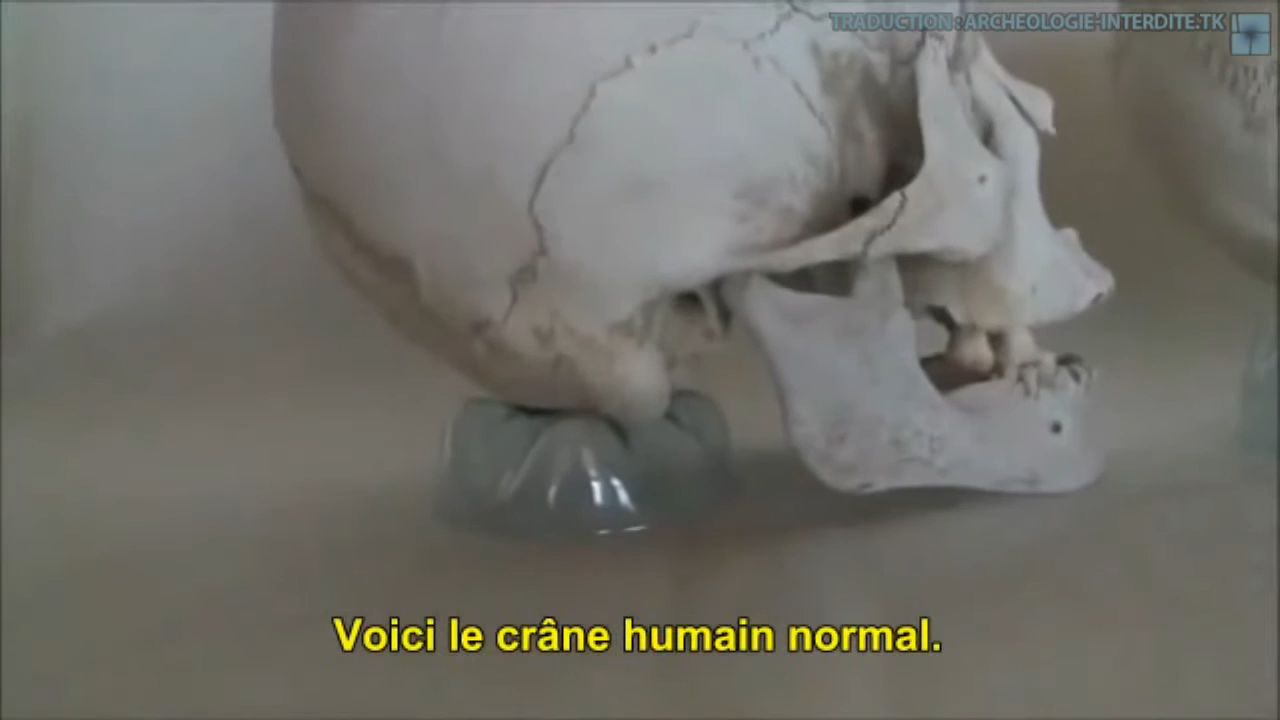 TRADUCTION : ARCHEOLOGIE-INTERDITE.TK
Voici le crâne humain normal.